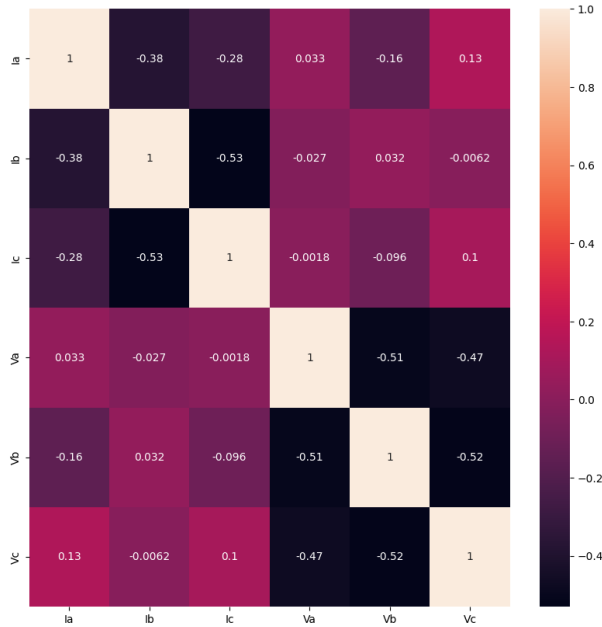 Ia 1 -0.38 -0.28 0.033 -0.16 0.13
Ib -0.38 1 -0.53 -0.027 0.032 -0.0062
Ic -0.28 -0.53 1 -0.0018 -0.096 0.1
Va 0.033 -0.027 -0.0018 1 -0.51 -0.47
Vb -0.16 0.032 -0.096 -0.51 1 -0.52
Vc 0.13 -0.0062 0.1 -0.47 -0.52 1
Ia Ib Ic Va Vb Vc
1.0
0.8
0.6
0.4
0.2
0.0
−0.2
−0.4